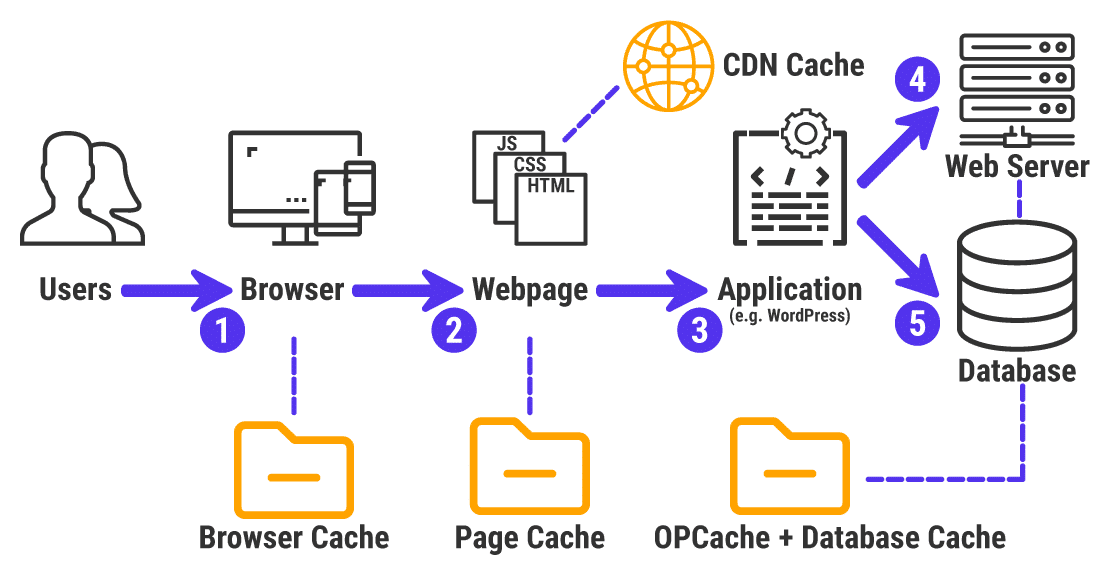 CDN Cache
4
JS
CSS
HTML
< / >
Web Server
Users
Browser
Webpage
Application
(e.g. WordPress)
1
2
3
5
Database
Browser Cache
Page Cache
OPCache + Database Cache